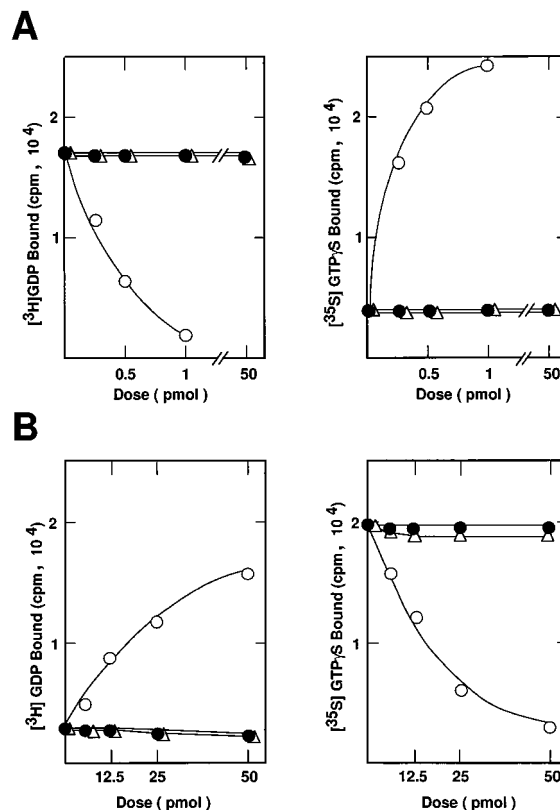 A
[³H]GDP Bound (cpm, 10⁴)
2
1
0.5
1
50
Dose ( pmol )
[³⁵S] GTPγS Bound (cpm, 10⁴)
2
1
0.5
1
50
Dose ( pmol )
B
[³H] GDP Bound (cpm, 10⁴)
2
1
12.5
25
50
Dose ( pmol )
[³⁵S] GTPγS Bound (cpm, 10⁴)
2
1
12.5
25
50
Dose ( pmol )